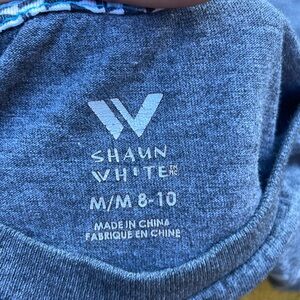 SHAUN
WHITE
M/M 8-10
MADE IN CHINA
FABRIQUE EN CHINE